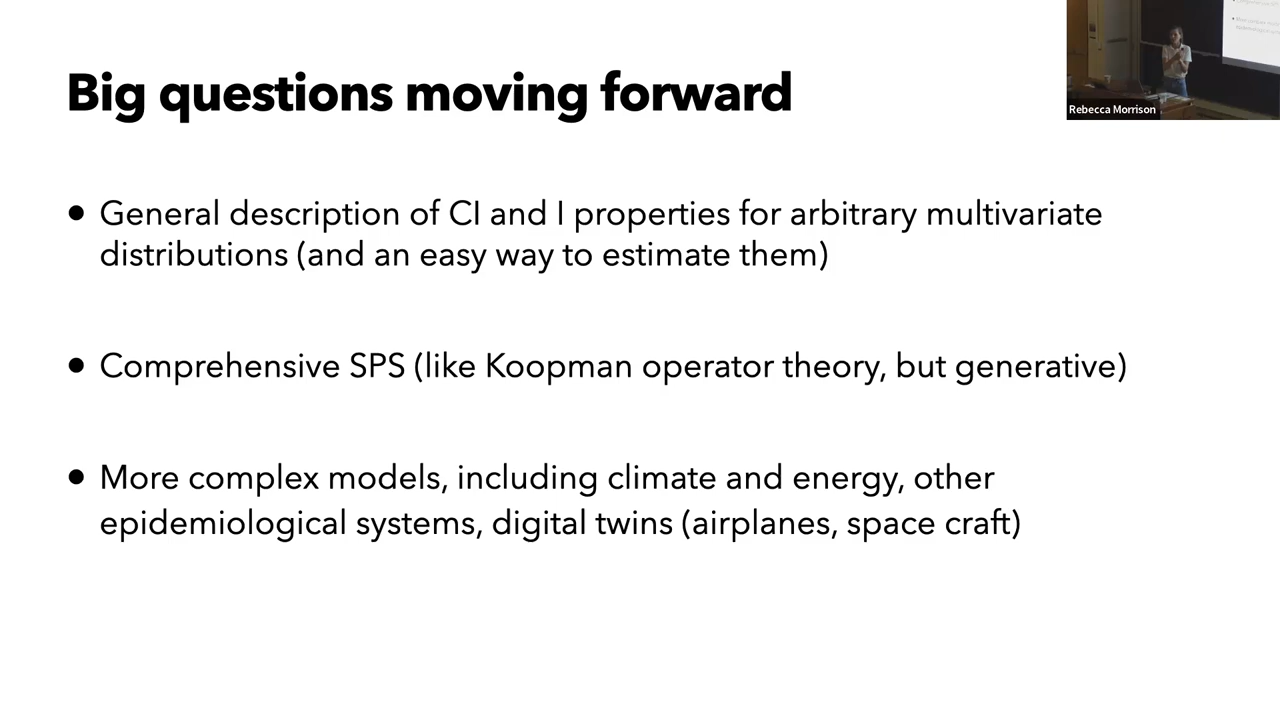 Big questions moving forward
Rebecca Morrison
• General description of CI and I properties for arbitrary multivariate
distributions (and an easy way to estimate them)
• Comprehensive SPS (like Koopman operator theory, but generative)
• More complex models, including climate and energy, other
epidemiological systems, digital twins (airplanes, space craft)